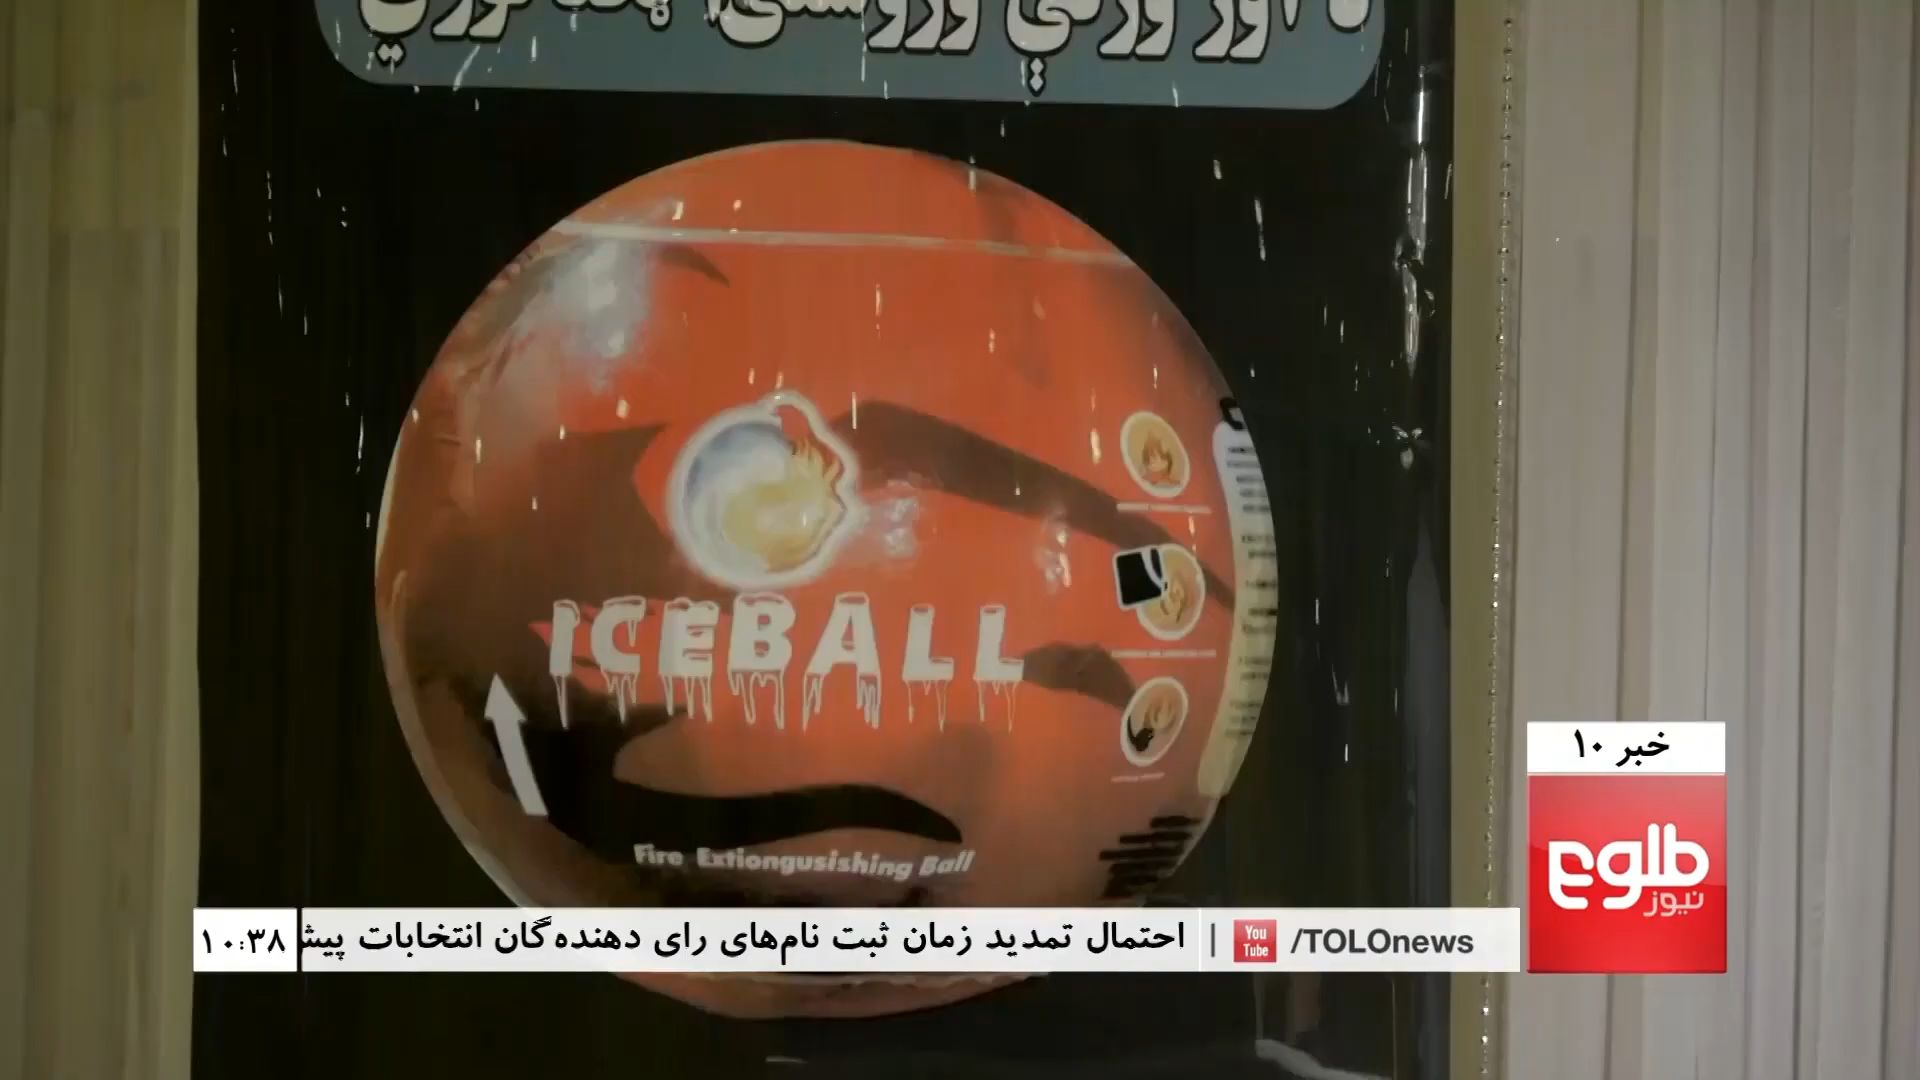 ICEBALL
Fire Extiongusishing Ball
خبر ۱۰
طلوع
نیوز
۱۰:۳۸
احتمال تمدید زمان ثبت نام‌های رای دهنده‌گان انتخابات
You
Tube
/TOLOnews